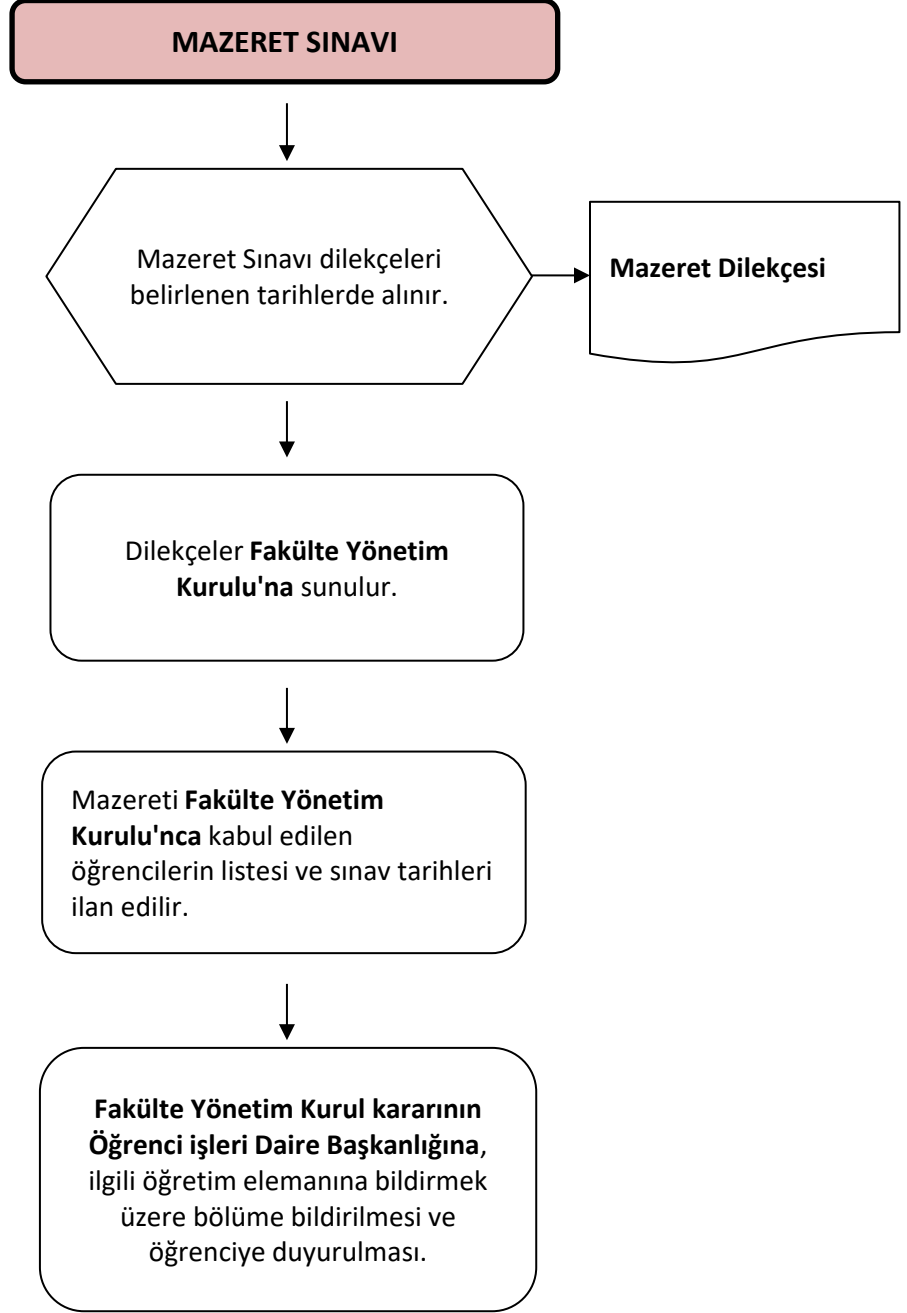 MAZERET SINAVI
Mazeret Sınavı dilekçeleri
belirlenen tarihlerde alınır.
Mazeret Dilekçesi
Dilekçeler Fakülte Yönetim
Kurulu'na sunulur.
Mazereti Fakülte Yönetim
Kurulu'nca kabul edilen
öğrencilerin listesi ve sınav tarihleri
ilan edilir.
Fakülte Yönetim Kurul kararının
Öğrenci işleri Daire Başkanlığına,
ilgili öğretim elemanına bildirmek
üzere bölüme bildirilmesi ve
öğrenciye duyurulması.